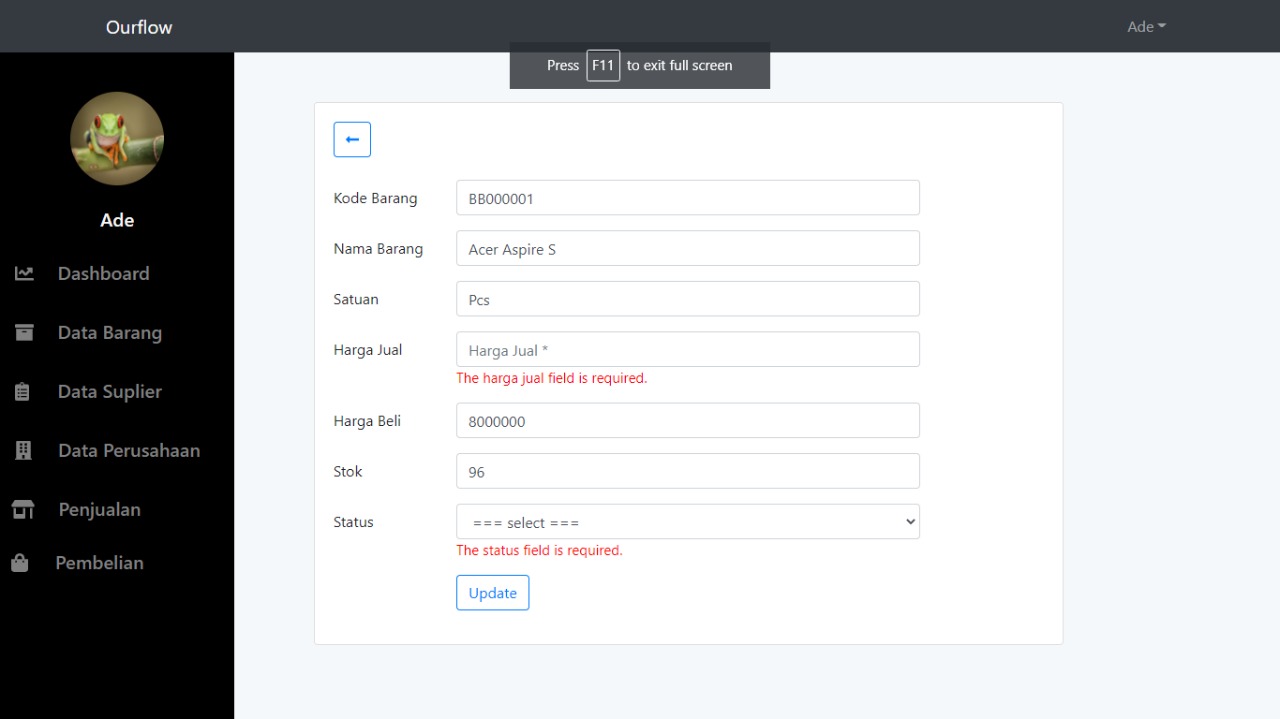 Ourflow
Ade
Press F11 to exit full screen
Ade
Dashboard
Data Barang
Data Suplier
Data Perusahaan
Penjualan
Pembelian
Kode Barang BB000001
Nama Barang Acer Aspire S
Satuan Pcs
Harga Jual Harga Jual *
The harga jual field is required.
Harga Beli 8000000
Stok 96
Status === select ===
The status field is required.
Update